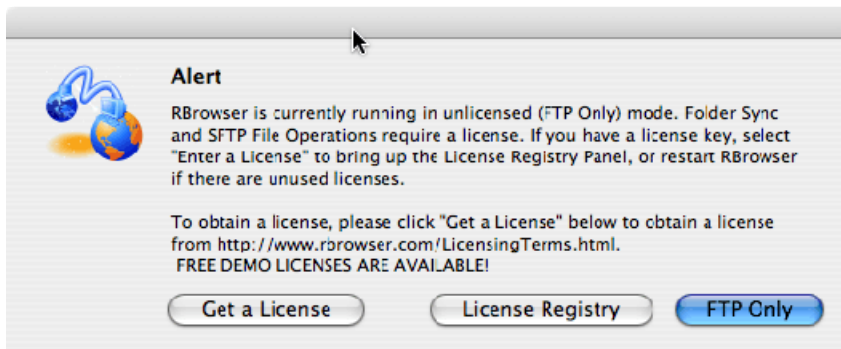 Alert
RBrowser is currently running in unlicensed (FTP Only) mode. Folder Sync
and SFTP File Operations require a license. If you have a license key, select
"Enter a License" to bring up the License Registry Panel, or restart RBrowser
if there are unused licenses.
To obtain a license, please click "Get a License" below to obtain a license
from http://www.rbrowser.com/LicensingTerms.html.
FREE DEMO LICENSES ARE AVAILABLE!
Get a License
License Registry
FTP Only